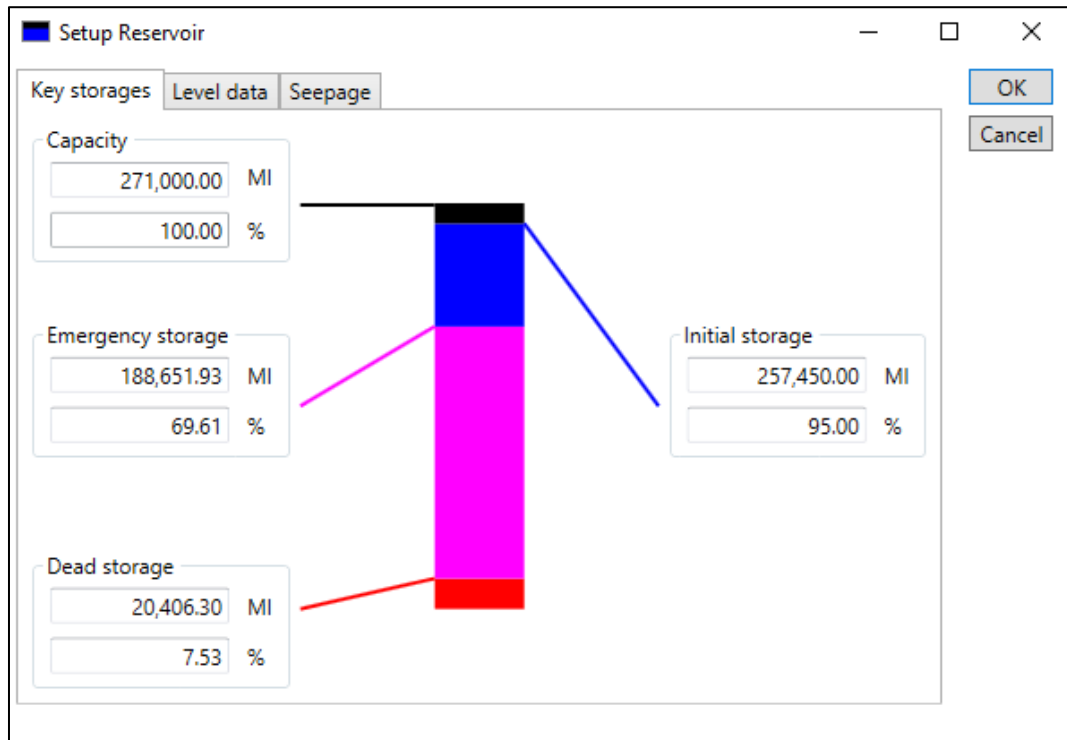 Setup Reservoir
Key storages Level data Seepage
OK
Cancel
Capacity
271,000.00 Ml
100.00 %
Emergency storage
188,651.93 Ml
69.61 %
Initial storage
257,450.00 Ml
95.00 %
Dead storage
20,406.30 Ml
7.53 %